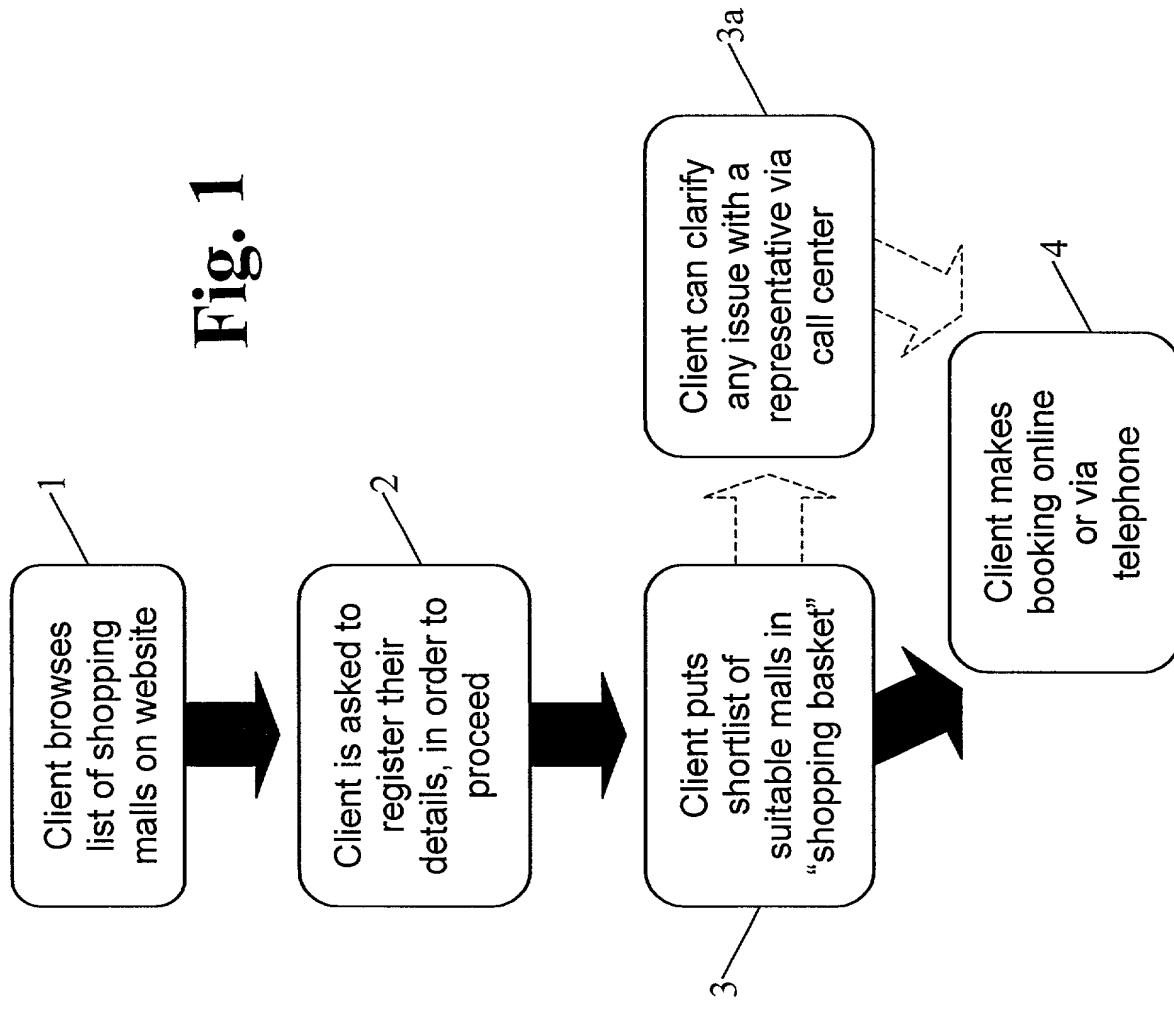 Fig. 1
1
Client browses
list of shopping
malls on website
2
Client is asked to
register their
details, in order to
proceed
3
Client puts
shortlist of
suitable malls in
“shopping basket”
3a
Client can clarify
any issue with a
representative via
call center
4
Client makes
booking online
or via
telephone